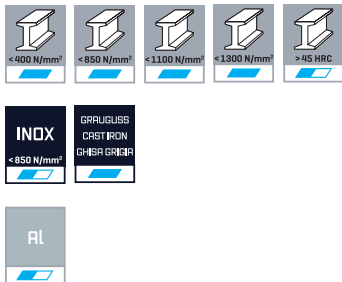 <400 N/mm²
<850 N/mm²
<1100 N/mm²
<1300 N/mm²
>45 HRC
INOX
<850 N/mm²
GRAUGUSS
CAST IRON
GHISA GRIGIA
Al